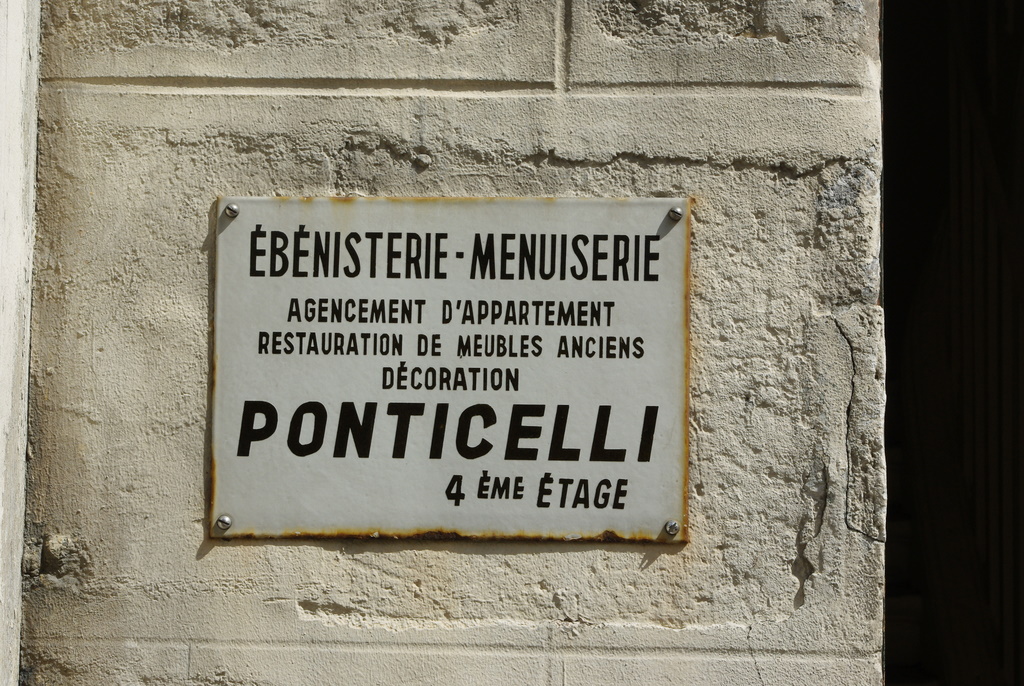 ÉBÉNISTERIE - MENUISERIE
AGENCEMENT D'APPARTEMENT
RESTAURATION DE MEUBLES ANCIENS
DÉCORATION
PONTICELLI
4 ÈME ÉTAGE